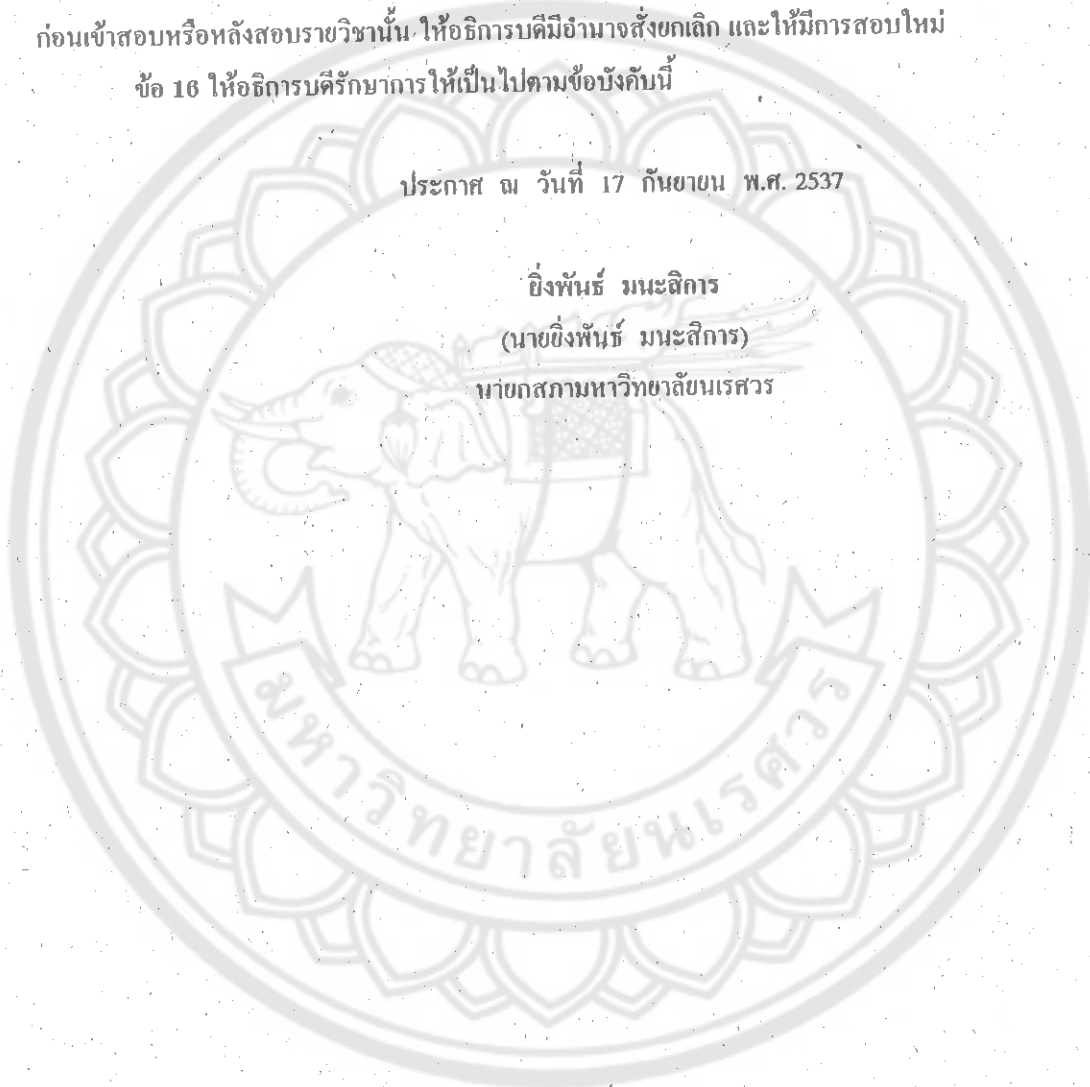 ก่อนเข้าสอบหรือหลังสอบรายวิชานั้น ให้อธิการบดีมีอำนาจสั่งยกเลิก และให้มีการสอบใหม่
ข้อ 16 ให้อธิการบดีรักษาการให้เป็นไปตามข้อบังคับนี้
ประกาศ ณ วันที่ 17 กันยายน พ.ศ. 2537
ยิ่งพันธ์ มนะสิการ
(นายยิ่งพันธ์ มนะสิการ)
นายกสภามหาวิทยาลัยนเรศวร
มหาวิทยาลัยนเรศวร